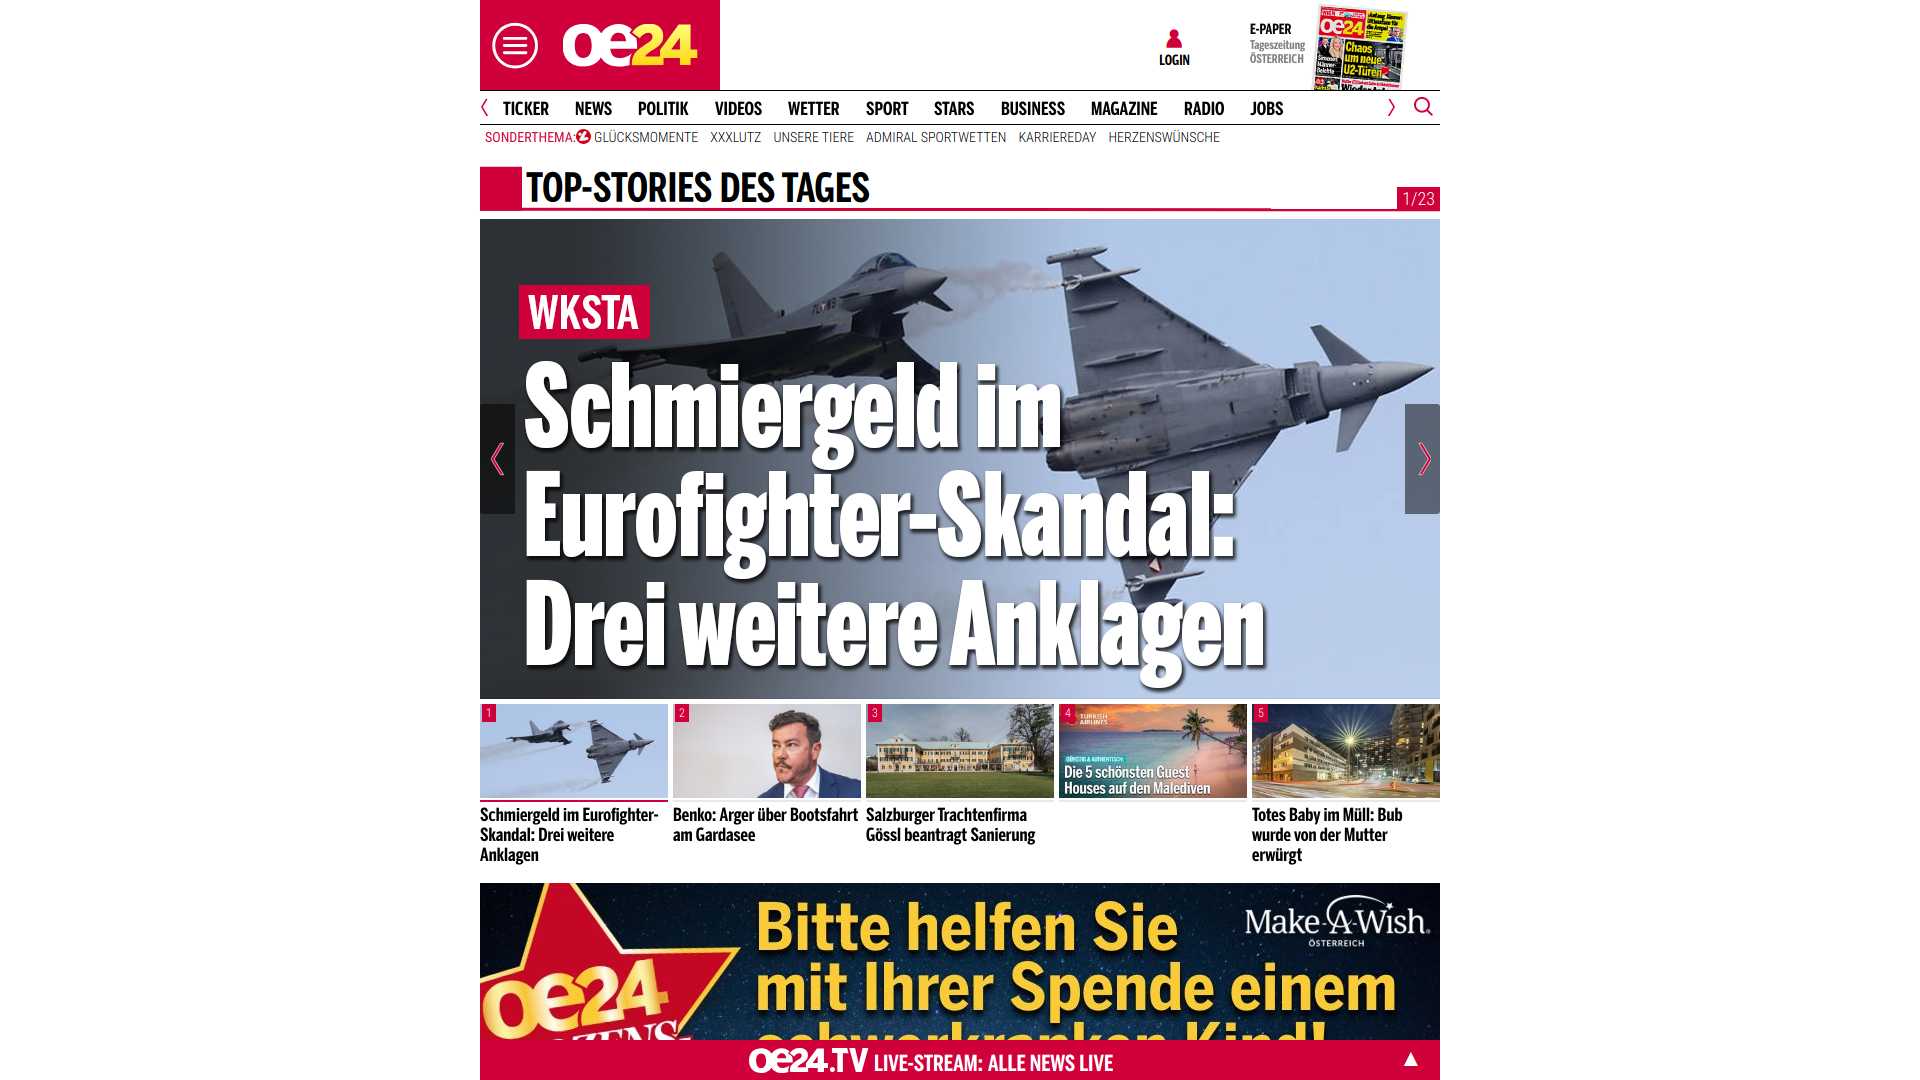 oe24
LOGIN
E-PAPER
Tageszeitung
ÖSTERREICH
oe24
Chaos
um neue
U2-Türen
TICKER NEWS POLITIK VIDEOS WETTER SPORT STARS BUSINESS MAGAZINE RADIO JOBS
SONDERTHEMA: GLÜCKSMOMENTE XXXLUTZ UNSERE TIERE ADMIRAL SPORTWETTEN KARRIEREDAY HERZENSWÜNSCHE
TOP-STORIES DES TAGES
1/23
WKSTA
Schmiergeld im
Eurofighter-Skandal:
Drei weitere Anklagen
1
Schmiergeld im Eurofighter-
Skandal: Drei weitere
Anklagen
2
Benko: Ärger über Bootsfahrt
am Gardasee
3
Salzburger Trachtenfirma
Gössl beantragt Sanierung
4
TURKISH
AIRLINES
GÜNSTIG & AUTHENTISCH:
Die 5 schönsten Guest
Houses auf den Malediven
5
Totes Baby im Müll: Bub
wurde von der Mutter
erwürgt
oe24
Bitte helfen Sie
mit Ihrer Spende einem
schwerkranken Kind!
Make-A-Wish®
ÖSTERREICH
oe24.TV LIVE-STREAM: ALLE NEWS LIVE